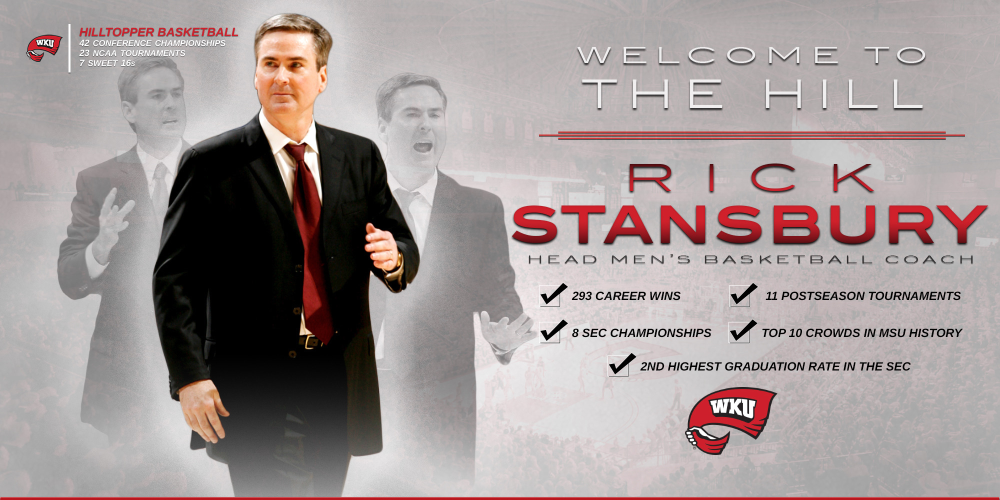 WKU
HILLTOPPER BASKETBALL
42 CONFERENCE CHAMPIONSHIPS
23 NCAA TOURNAMENTS
7 SWEET 16s
WELCOME TO
THE HILL
RICK
STANSBURY
HEAD MEN'S BASKETBALL COACH
293 CAREER WINS
11 POSTSEASON TOURNAMENTS
8 SEC CHAMPIONSHIPS
TOP 10 CROWDS IN MSU HISTORY
2ND HIGHEST GRADUATION RATE IN THE SEC
WKU
®